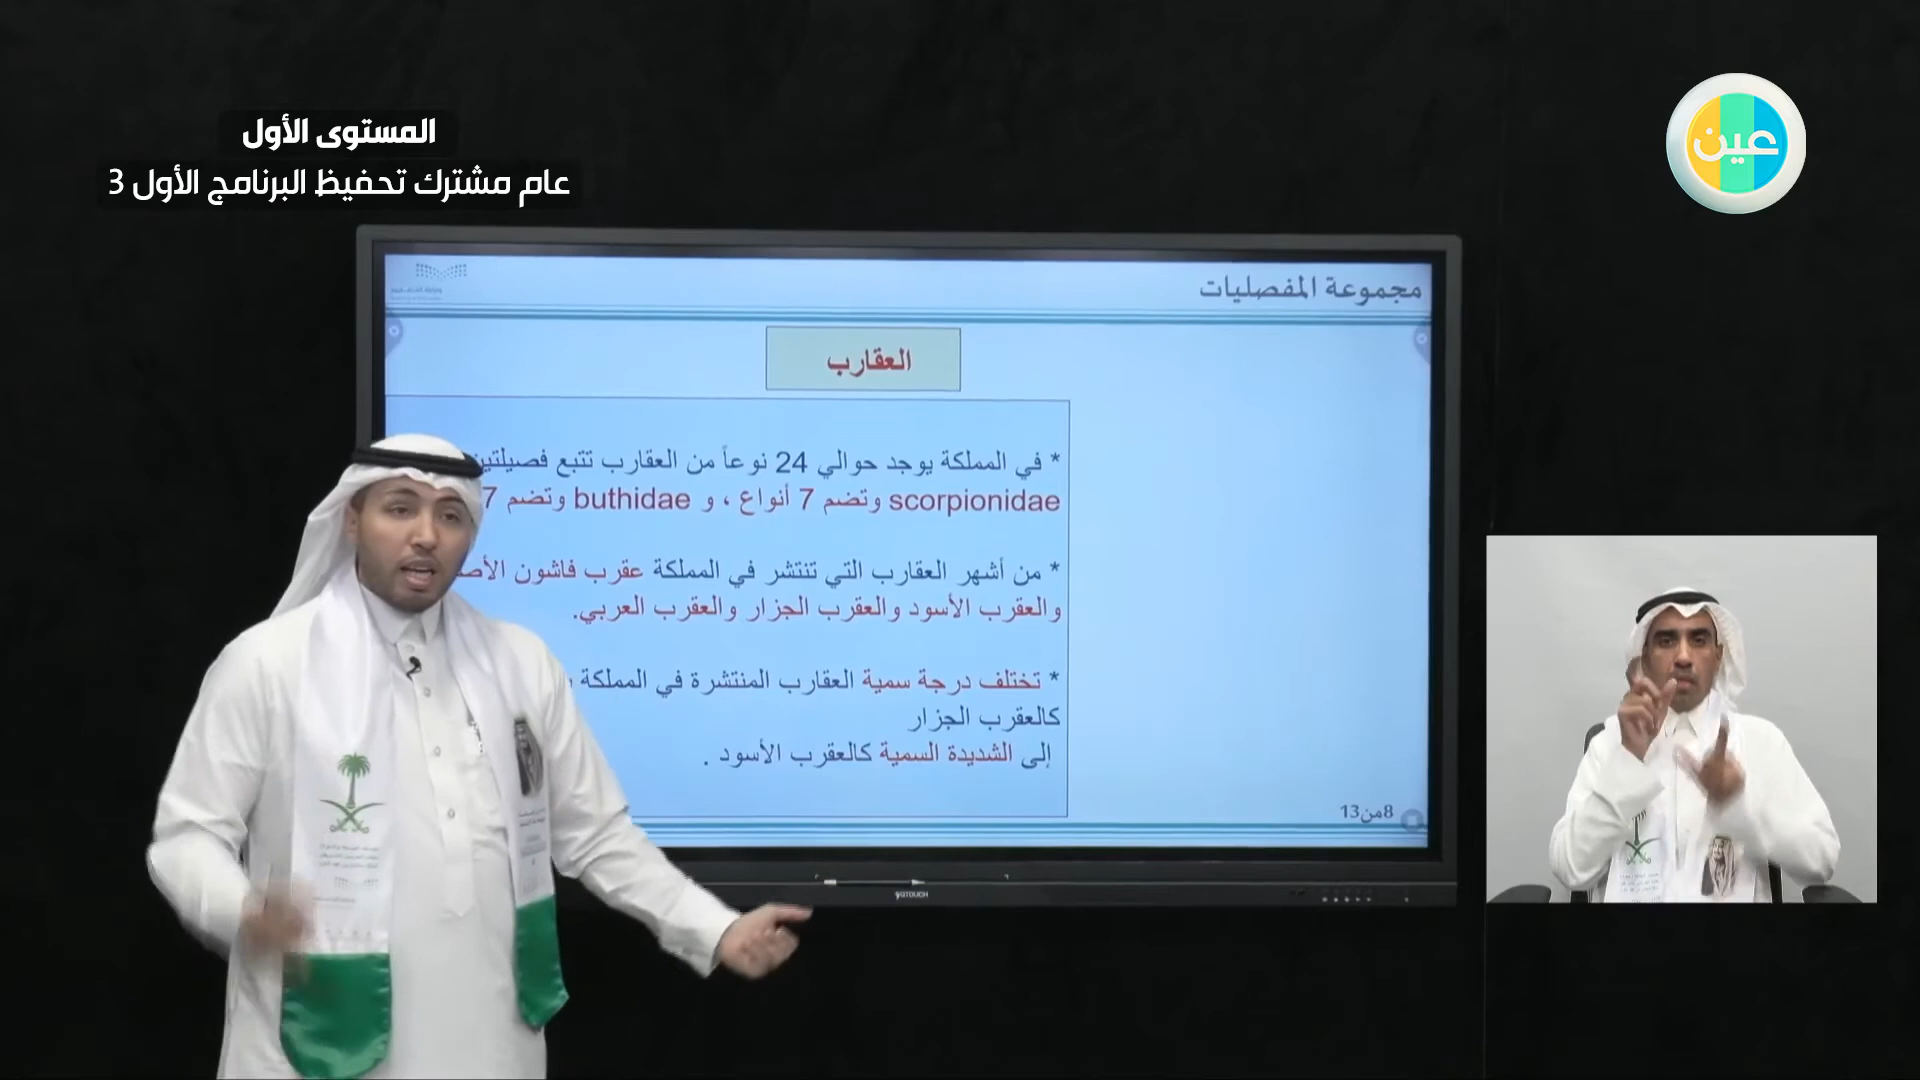 المستوى الأول
عام مشترك تحفيظ البرنامج الأول 3
عين
مجموعة المفصليات
العقارب
* في المملكة يوجد حوالي 24 نوعاً من العقارب تتبع فصيلتين
scorpionidae وتضم 7 أنواع ، و buthidae وتضم 7
* من أشهر العقارب التي تنتشر في المملكة عقرب فاشون
والعقرب الأسود والعقرب الجزار والعقرب العربي.
* تختلف درجة سمية العقارب المنتشرة في المملكة
كالعقرب الجزار
إلى الشديدة السمية كالعقرب الأسود .
8من13